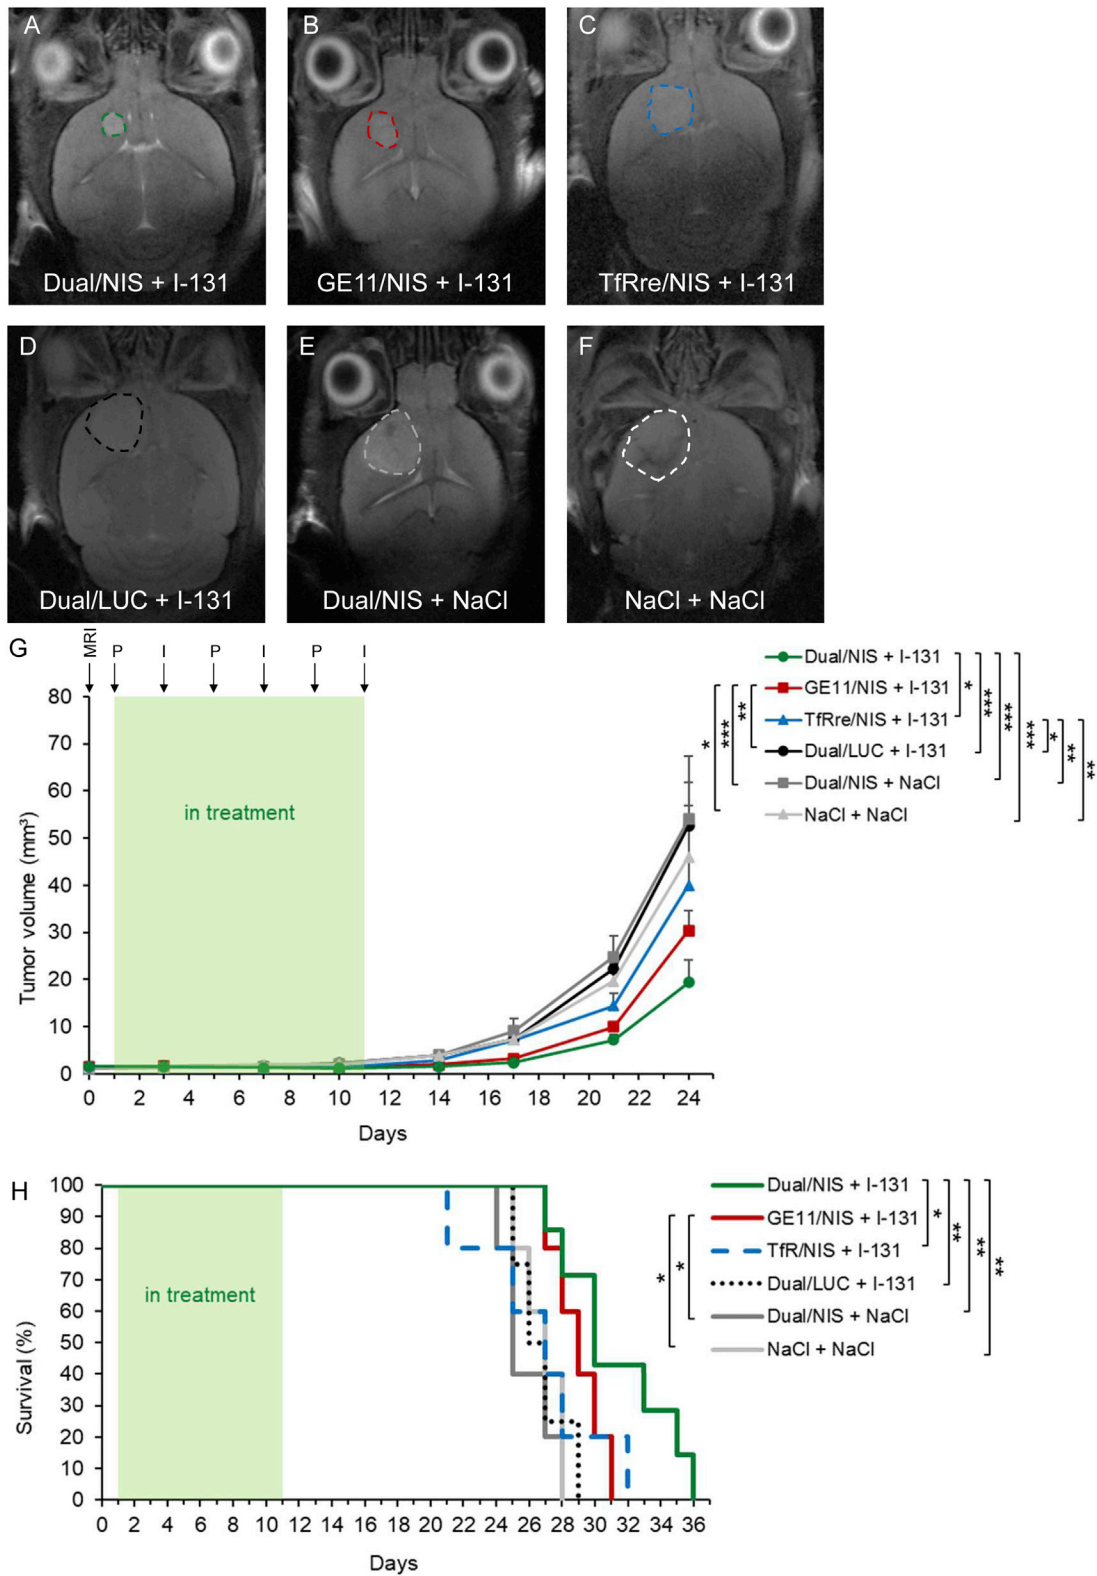 A
B
C
Dual/NIS + I-131
GE11/NIS + I-131
TfRre/NIS + I-131
D
E
F
Dual/LUC + I-131
Dual/NIS + NaCl
NaCl + NaCl
G
MRI
P
I
P
I
P
I
80
70
60
50
40
30
20
10
0
Tumor volume (mm³)
in treatment
0 2 4 6 8 10 12 14 16 18 20 22 24
Days
Dual/NIS + I-131
GE11/NIS + I-131
TfRre/NIS + I-131
Dual/LUC + I-131
Dual/NIS + NaCl
NaCl + NaCl
*
***
**
*
***
***
***
*
**
**
H
100
90
80
70
60
50
40
30
20
10
0
Survival (%)
in treatment
0 2 4 6 8 10 12 14 16 18 20 22 24 26 28 30 32 34 36
Days
Dual/NIS + I-131
GE11/NIS + I-131
TfR/NIS + I-131
Dual/LUC + I-131
Dual/NIS + NaCl
NaCl + NaCl
*
*
*
**
**
**